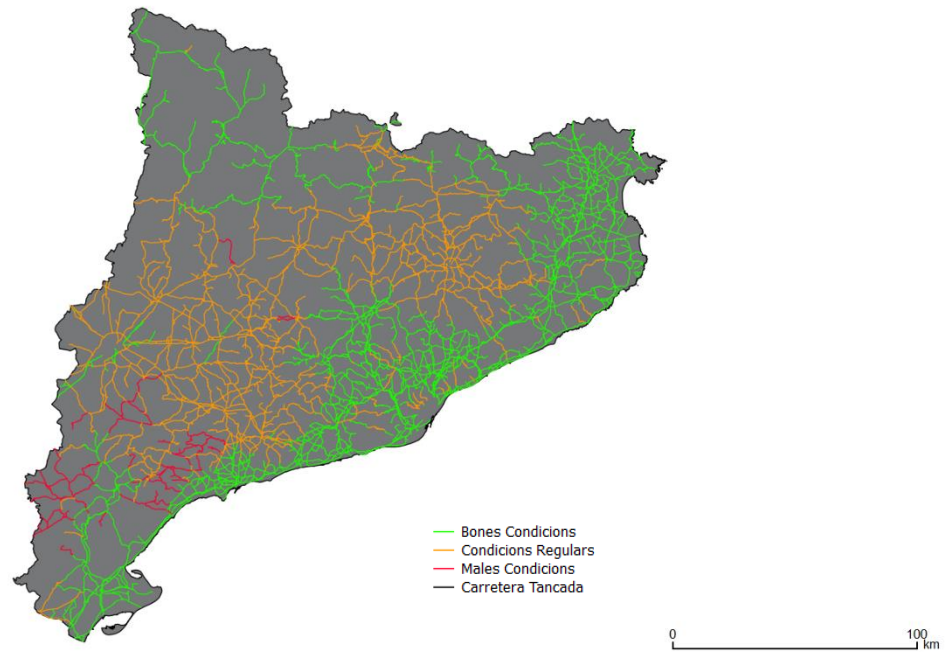 Bones Condicions
Condicions Regulars
Males Condicions
Carretera Tancada
0 100
km